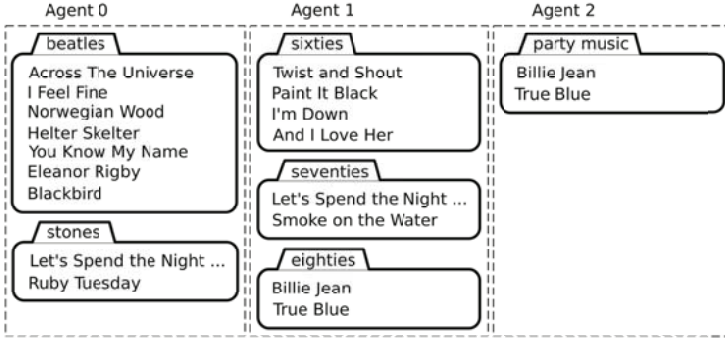 Agent 0
beatles
Across The Universe
I Feel Fine
Norwegian Wood
Helter Skelter
You Know My Name
Eleanor Rigby
Blackbird
stones
Let's Spend the Night ...
Ruby Tuesday
Agent 1
sixties
Twist and Shout
Paint It Black
I'm Down
And I Love Her
seventies
Let's Spend the Night ...
Smoke on the Water
eighties
Billie Jean
True Blue
Agent 2
party music
Billie Jean
True Blue